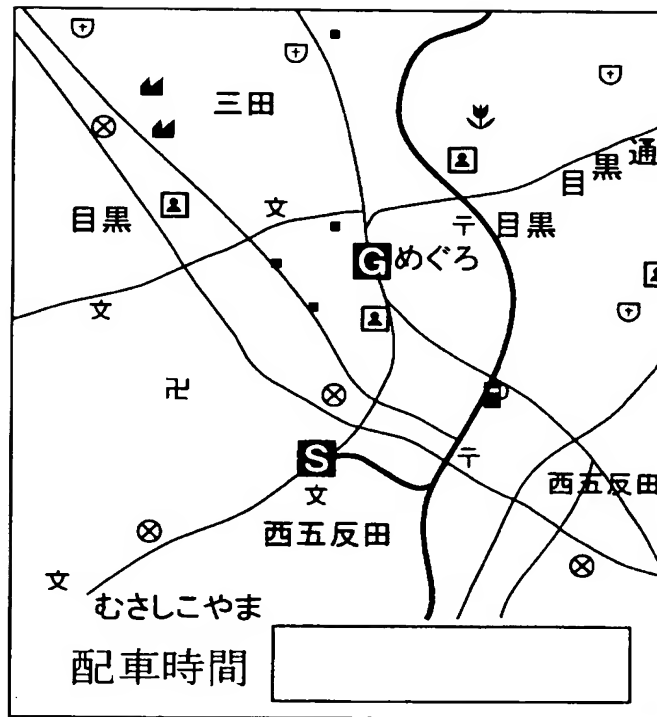 三田
目黒通
目黒
文
〒
目黒
G
めぐろ
文
卍
S
〒
文
西五反田
西五反田
文
むさしこやま
配車時間